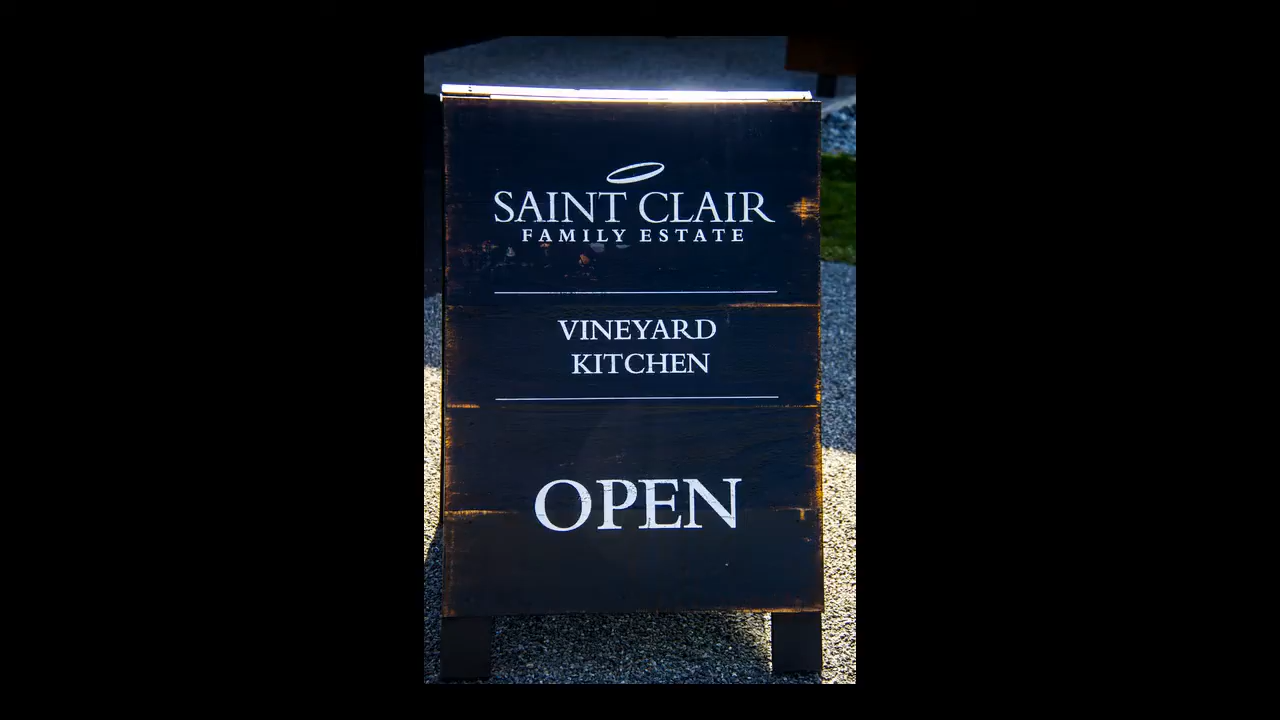 SAINT CLAIR
FAMILY ESTATE
VINEYARD
KITCHEN
OPEN